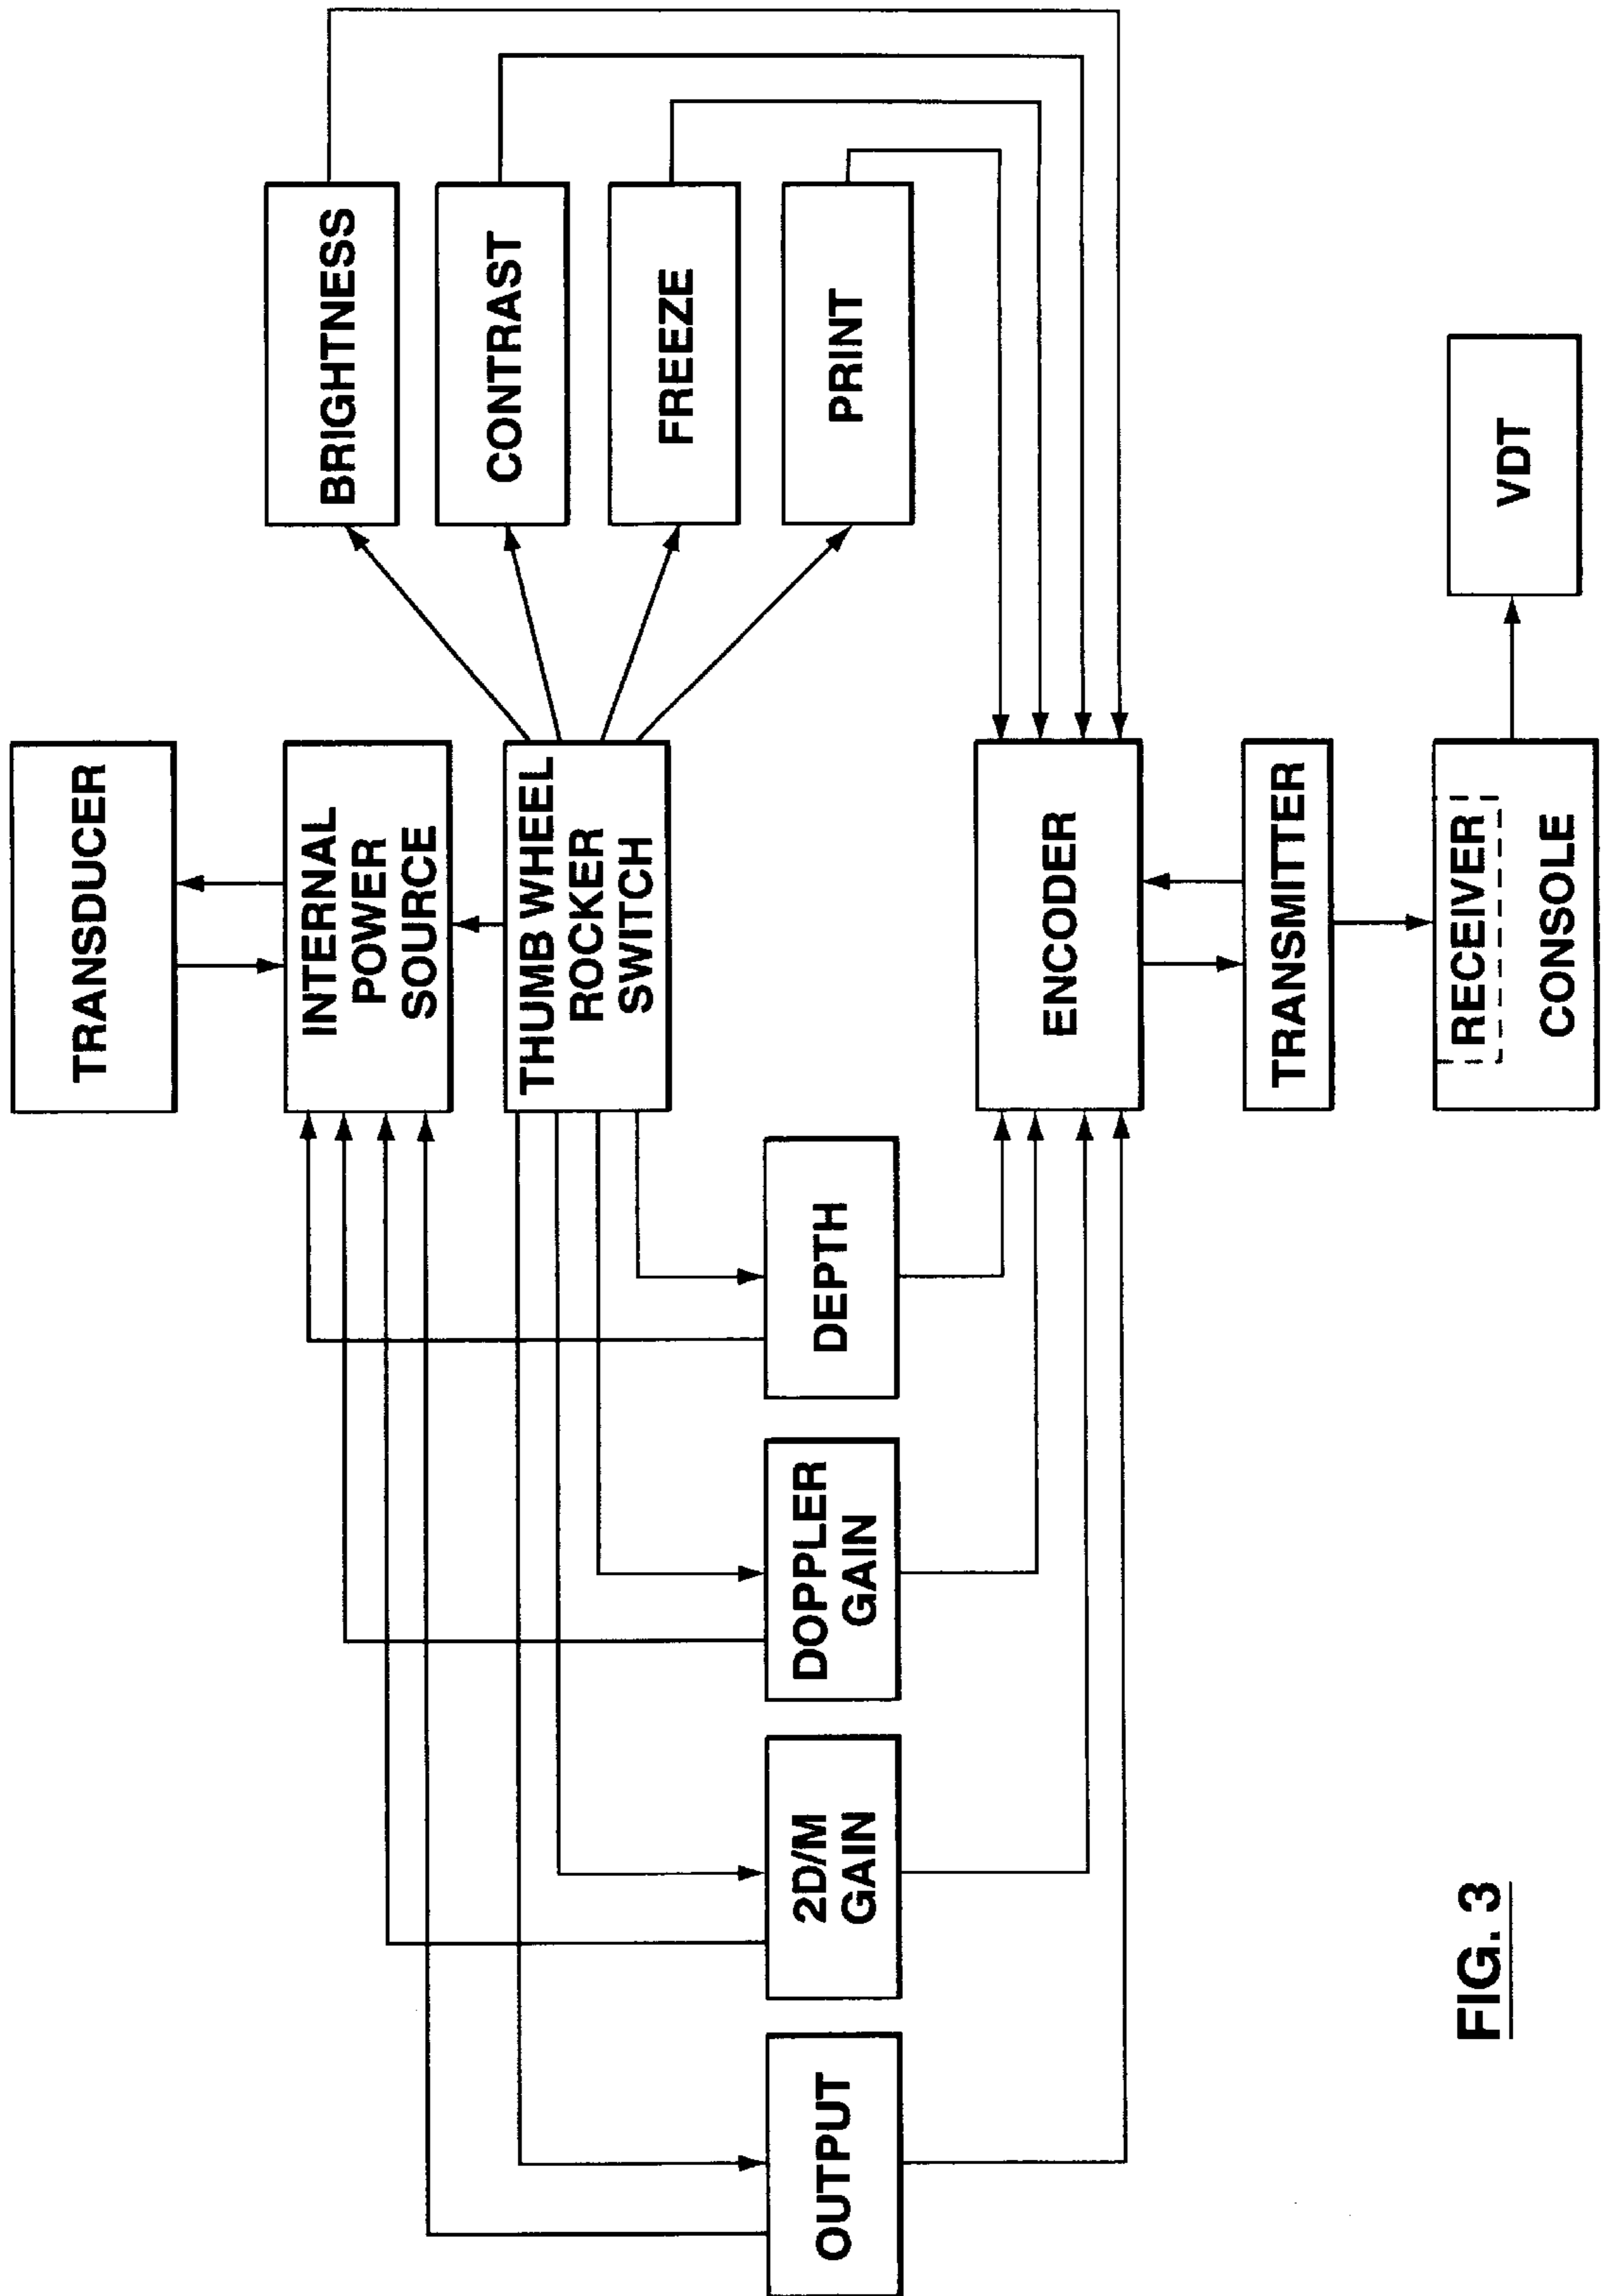 TRANSDUCER
INTERNAL
POWER
SOURCE
THUMB WHEEL
ROCKER
SWITCH
BRIGHTNESS
CONTRAST
FREEZE
PRINT
OUTPUT
2D/M
GAIN
DOPPLER
GAIN
DEPTH
ENCODER
TRANSMITTER
RECEIVER
CONSOLE
VDT
FIG. 3